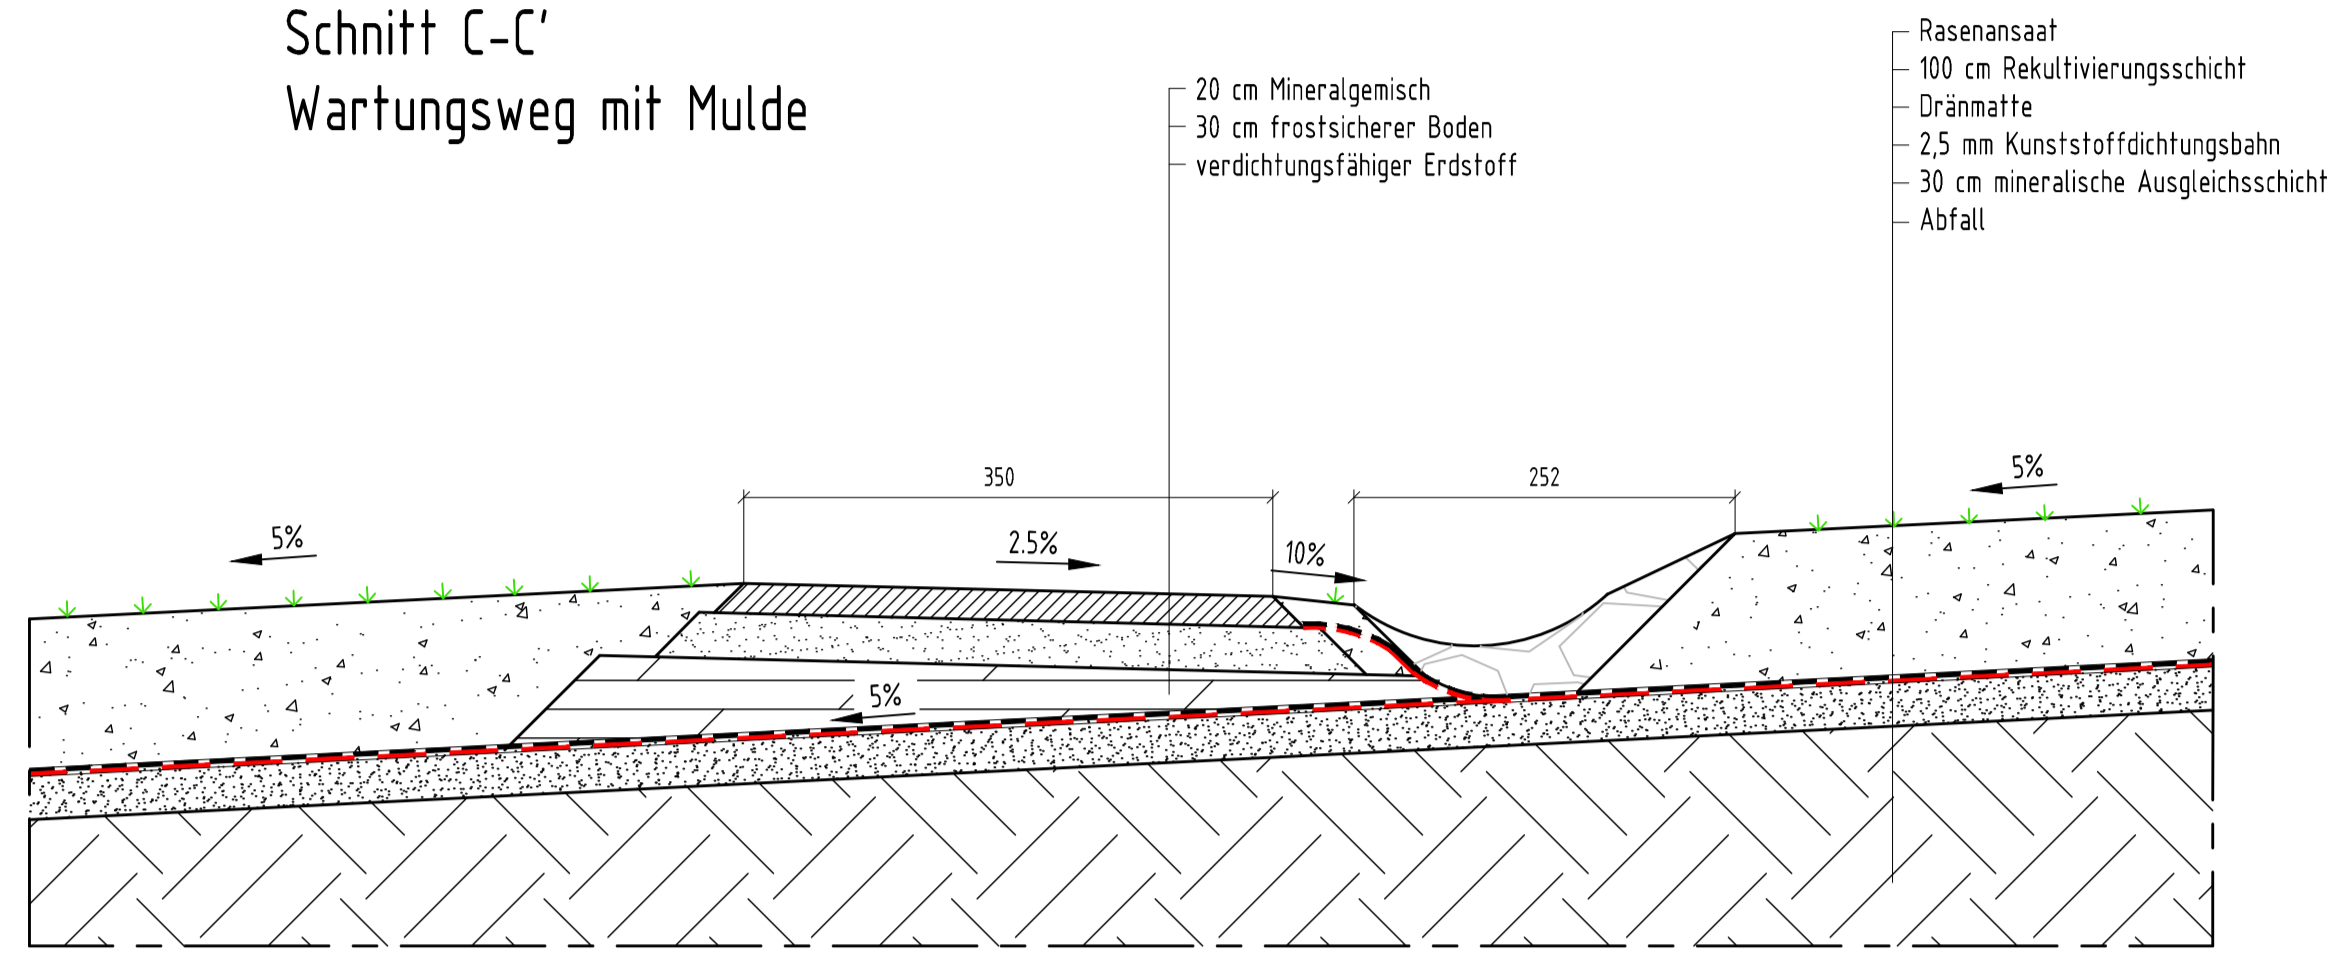 Schnitt C-C'
Wartungsweg mit Mulde
20 cm Mineralgemisch
30 cm frostsicherer Boden
verdichtungsfähiger Erdstoff
Rasenansaat
100 cm Rekultivierungsschicht
Dränmatte
2,5 mm Kunststoffdichtungsbahn
30 cm mineralische Ausgleichsschicht
Abfall
350
252
5%
5%
2.5%
10%
5%